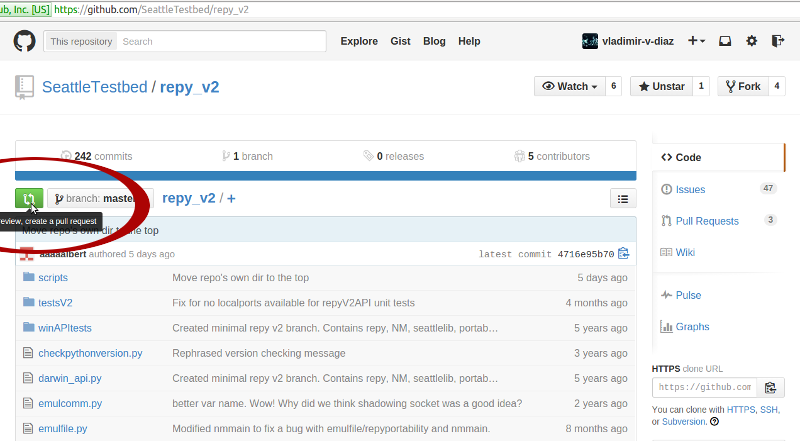 ub, Inc. [US] https://github.com/SeattleTestbed/repy_v2
This repository Search Explore Gist Blog Help vladimir-v-diaz
SeattleTestbed / repy_v2 Watch 6 Unstar 1 Fork 4
242 commits 1 branch 0 releases 5 contributors
branch: master repy_v2 / +
review, create a pull request
Move repo's own dir to the top
aaaaalbert authored 5 days ago latest commit 4716e95b70
scripts Move repo's own dir to the top 5 days ago
testsV2 Fix for no localports available for repyV2API unit tests 4 months ago
winAPItests Created minimal repy v2 branch. Contains repy, NM, seattlelib, portab… 5 years ago
checkpythonversion.py Rephrased version checking message 3 years ago
darwin_api.py Created minimal repy v2 branch. Contains repy, NM, seattlelib, portab… 5 years ago
emulcomm.py better var name. Wow! Why did we think shadowing socket was a good idea? 2 years ago
emulfile.py Modified nmmain to fix a bug with emulfile/repyportability and nmmain. 8 months ago
Code
Issues 47
Pull Requests 3
Wiki
Pulse
Graphs
HTTPS clone URL
https://github.com
You can clone with HTTPS, SSH,
or Subversion.